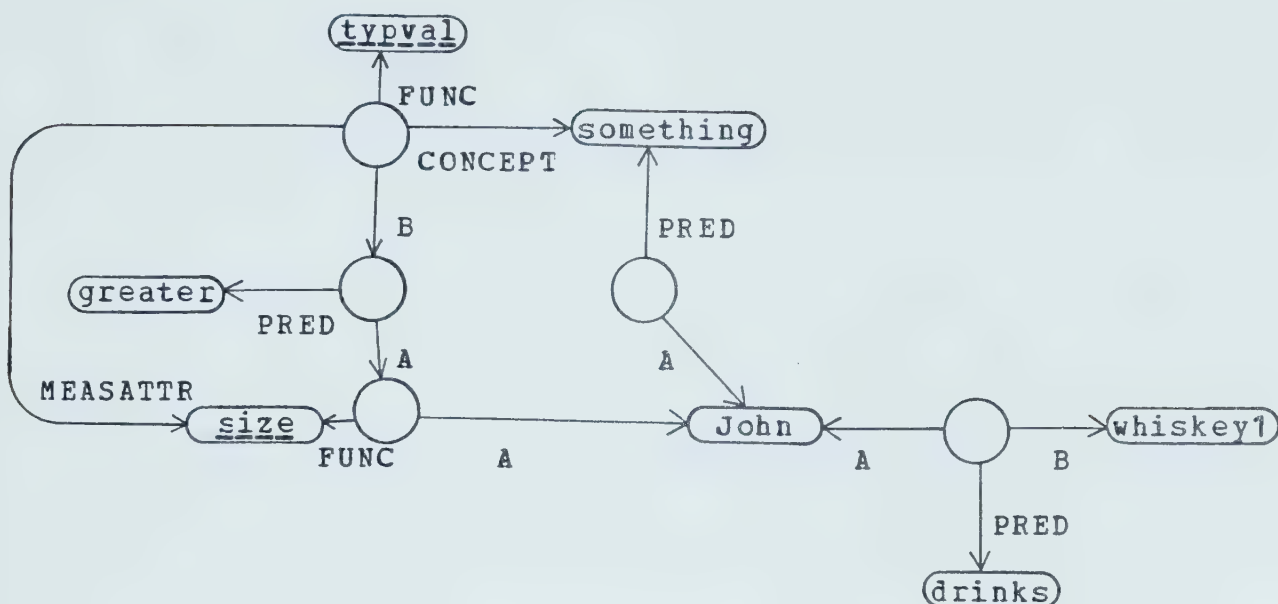 typval
FUNC
something
CONCEPT
B
PRED
greater
PRED
A
A
MEASATTR
size
John
whiskey1
FUNC
A
A
B
PRED
drinks